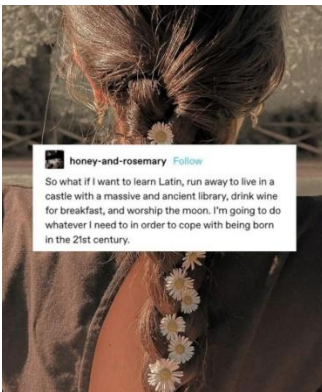 honey-and-rosemary Follow
So what if I want to learn Latin, run away to live in a
castle with a massive and ancient library, drink wine
for breakfast, and worship the moon. I'm going to do
whatever I need to in order to cope with being born
in the 21st century.